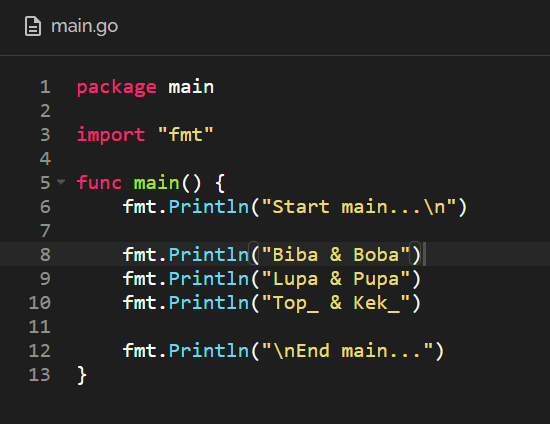 main.go
1 package main
2
3 import "fmt"
4
5 func main() {
6     fmt.Println("Start main...\n")
7
8     fmt.Println("Biba & Boba")
9     fmt.Println("Lupa & Pupa")
10     fmt.Println("Top_ & Kek_")
11
12     fmt.Println("\nEnd main...")
13 }